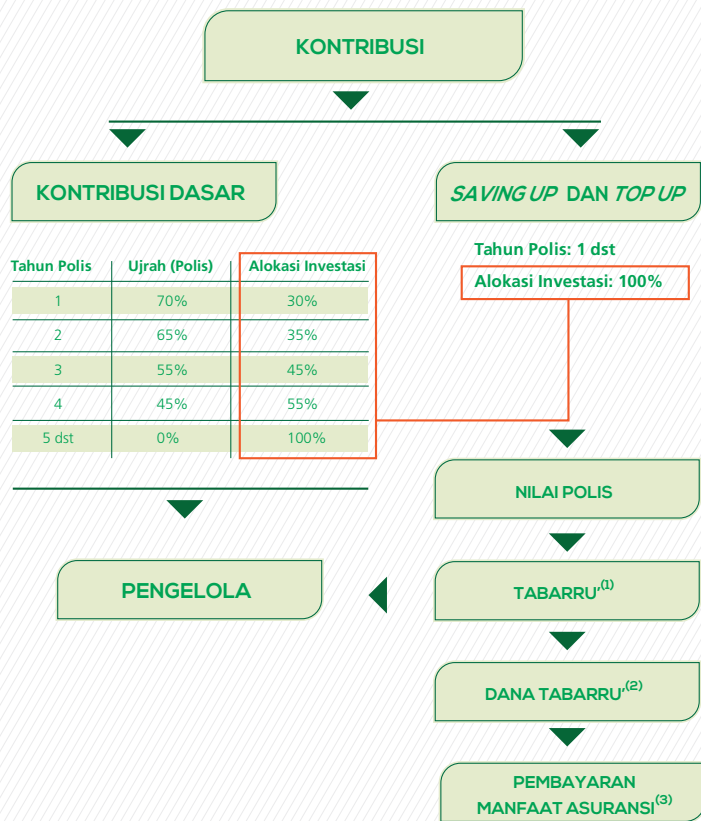 KONTRIBUSI
KONTRIBUSI DASAR
SAVING UP DAN TOP UP
Tahun Polis Ujrah (Polis) Alokasi Investasi
1 70% 30%
2 65% 35%
3 55% 45%
4 45% 55%
5 dst 0% 100%
Tahun Polis: 1 dst
Alokasi Investasi: 100%
NILAI POLIS
PENGELOLA
TABARRU'(1)
DANA TABARRU'(2)
PEMBAYARAN
MANFAAT ASURANSI(3)